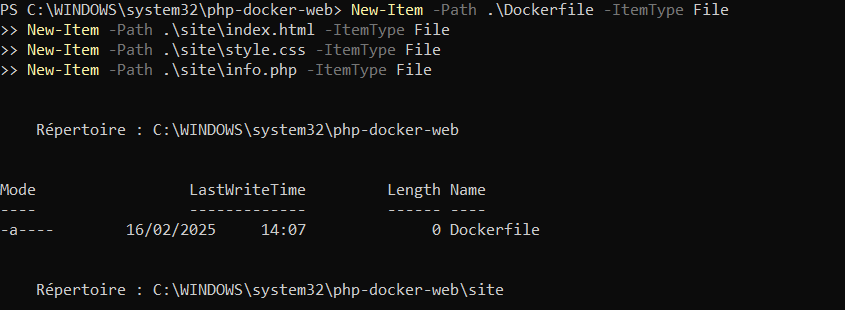 PS C:\WINDOWS\system32\php-docker-web> New-Item -Path .\Dockerfile -ItemType File
>> New-Item -Path .\site\index.html -ItemType File
>> New-Item -Path .\site\style.css -ItemType File
>> New-Item -Path .\site\info.php -ItemType File
Répertoire : C:\WINDOWS\system32\php-docker-web
Mode LastWriteTime Length Name
---- ------------- ------ ----
-a---- 16/02/2025 14:07 0 Dockerfile
Répertoire : C:\WINDOWS\system32\php-docker-web\site